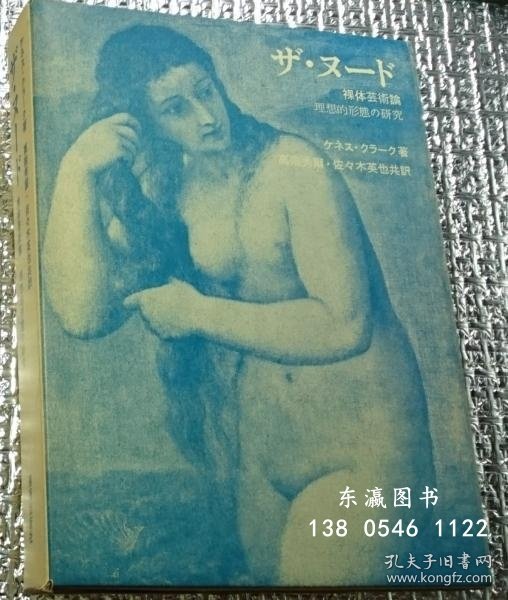 ザ・ヌード
裸体芸術論
理想的形態の研究
ケネス・クラーク著
高階秀爾・佐々木英也共訳
东瀛图书
138 0546 1122
孔夫子旧书网
www.kongfz.com